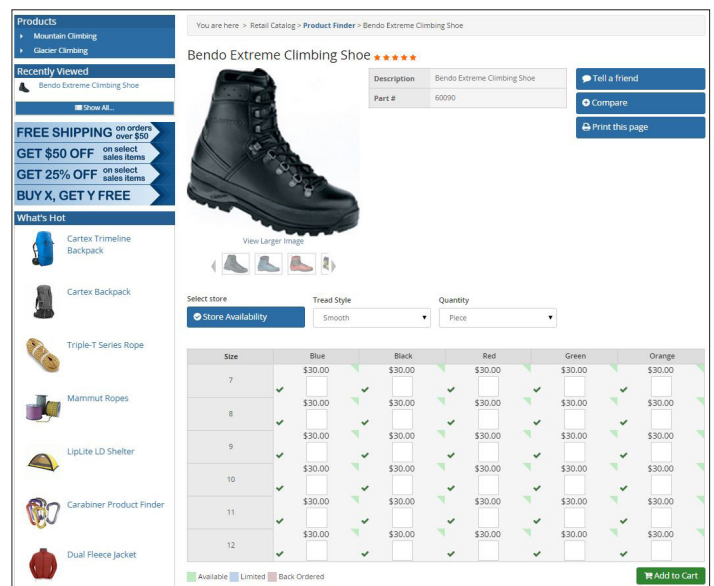 Products
Mountain Climbing
Glacier Climbing
Recently Viewed
Bendo Extreme Climbing Shoe
Show All...
FREE SHIPPING on orders over $50
GET $50 OFF on select sales items
GET 25% OFF on select sales items
BUY X, GET Y FREE
What's Hot
Cartex Trimeline
Backpack
Cartex Backpack
Triple-T Series Rope
Mammut Ropes
LipLite LD Shelter
Carabiner Product Finder
Dual Fleece Jacket
You are here > Retail Catalog > Product Finder > Bendo Extreme Climbing Shoe
Bendo Extreme Climbing Shoe
Description Bendo Extreme Climbing Shoe
Part # 60090
Tell a friend
Compare
Print this page
View Larger Image
Select store Tread Style Quantity
Store Availability Smooth Piece
Size Blue Black Red Green Orange
$30.00 $30.00 $30.00 $30.00 $30.00
7
$30.00 $30.00 $30.00 $30.00 $30.00
8
$30.00 $30.00 $30.00 $30.00 $30.00
9
$30.00 $30.00 $30.00 $30.00 $30.00
10
$30.00 $30.00 $30.00 $30.00 $30.00
11
$30.00 $30.00 $30.00 $30.00 $30.00
12
Available Limited Back Ordered
Add to Cart